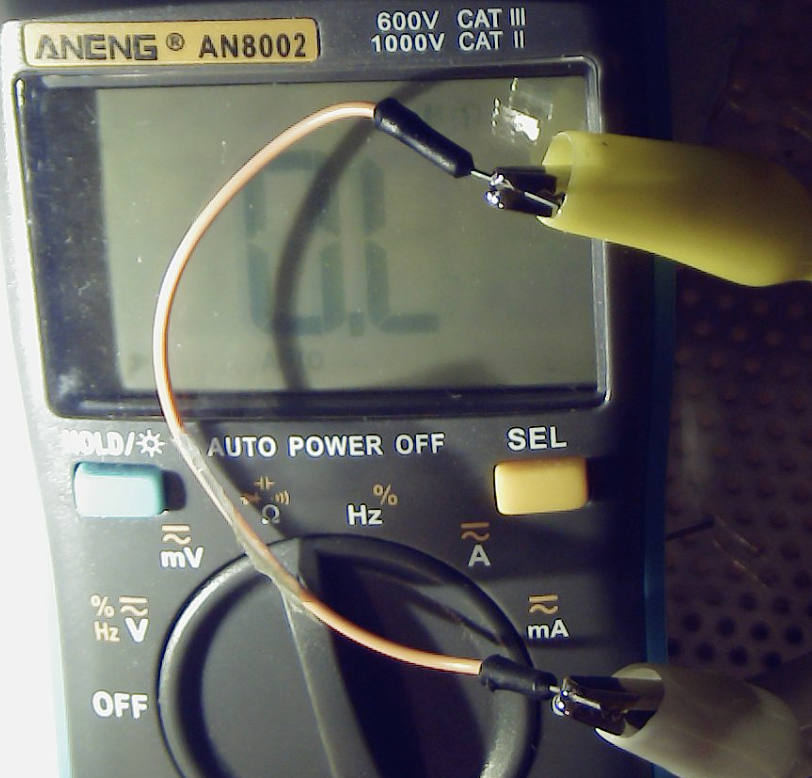 ANENG® AN8002
600V CAT III
1000V CAT II
0.L
AUTO
HOLD/
AUTO POWER OFF
SEL
Ω
Hz %
mV
A
% Hz V
mA
OFF